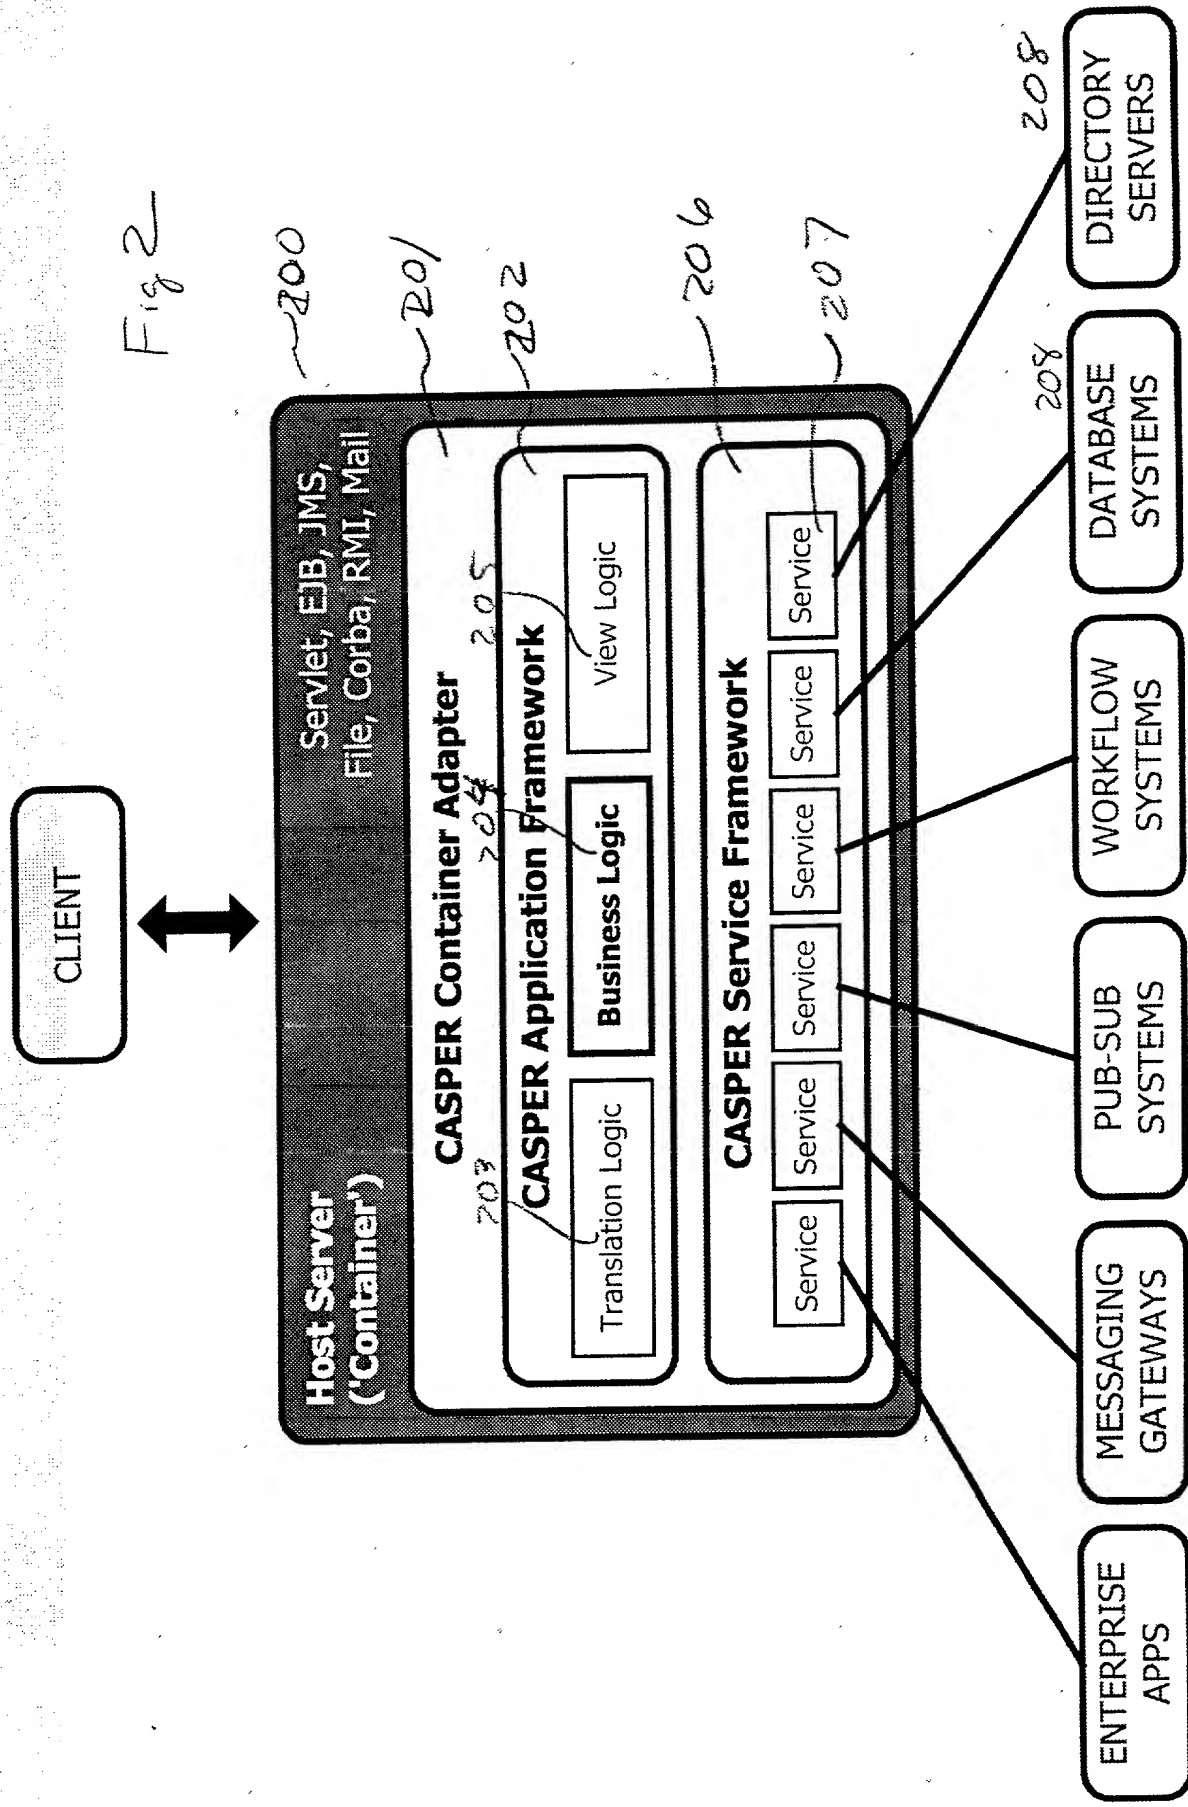 Fig 2
CLIENT
Host Server
('Container')
Servlet, EJB, JMS,
File, Corba, RMI, Mail
200
CASPER Container Adapter
201
203
204
205
CASPER Application Framework
202
Translation Logic
Business Logic
View Logic
CASPER Service Framework
206
Service
Service
Service
Service
Service
Service
207
208
208
ENTERPRISE
APPS
MESSAGING
GATEWAYS
PUB-SUB
SYSTEMS
WORKFLOW
SYSTEMS
DATABASE
SYSTEMS
DIRECTORY
SERVERS